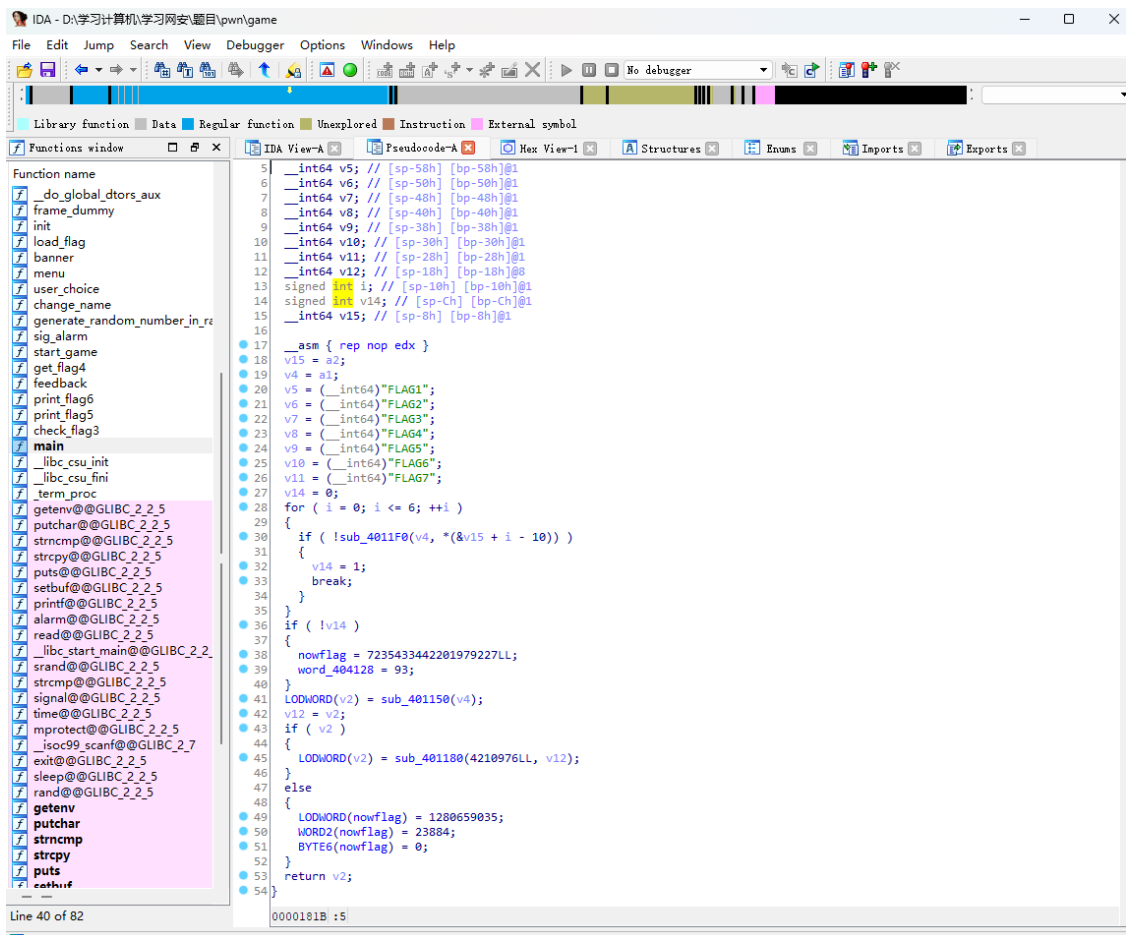 IDA - D:\学习计算机\学习网安\题目\pwn\game
File Edit Jump Search View Debugger Options Windows Help
No debugger
Library function Data Regular function Unexplored Instruction External symbol
Functions window
IDA View-A Pseudocode-A Hex View-1 Structures Enums Imports Exports
Function name
__do_global_dtors_aux
frame_dummy
init
load_flag
banner
menu
user_choice
change_name
generate_random_number_in_ra
sig_alarm
start_game
get_flag4
feedback
print_flag6
print_flag5
check_flag3
main
__libc_csu_init
__libc_csu_fini
_term_proc
getenv@@GLIBC_2_2_5
putchar@@GLIBC_2_2_5
strncmp@@GLIBC_2_2_5
strcpy@@GLIBC_2_2_5
puts@@GLIBC_2_2_5
setbuf@@GLIBC_2_2_5
printf@@GLIBC_2_2_5
alarm@@GLIBC_2_2_5
read@@GLIBC_2_2_5
__libc_start_main@@GLIBC_2_2_
srand@@GLIBC_2_2_5
strcmp@@GLIBC_2_2_5
signal@@GLIBC_2_2_5
time@@GLIBC_2_2_5
mprotect@@GLIBC_2_2_5
__isoc99_scanf@@GLIBC_2_7
exit@@GLIBC_2_2_5
sleep@@GLIBC_2_2_5
rand@@GLIBC_2_2_5
getenv
putchar
strncmp
strcpy
puts
setbuf
Line 40 of 82
5 __int64 v5; // [sp-58h] [bp-58h]@1
6 __int64 v6; // [sp-50h] [bp-50h]@1
7 __int64 v7; // [sp-48h] [bp-48h]@1
8 __int64 v8; // [sp-40h] [bp-40h]@1
9 __int64 v9; // [sp-38h] [bp-38h]@1
10 __int64 v10; // [sp-30h] [bp-30h]@1
11 __int64 v11; // [sp-28h] [bp-28h]@1
12 __int64 v12; // [sp-18h] [bp-18h]@8
13 signed int i; // [sp-10h] [bp-10h]@1
14 signed int v14; // [sp-Ch] [bp-Ch]@1
15 __int64 v15; // [sp-8h] [bp-8h]@1
16
17 __asm { rep nop edx }
18 v15 = a2;
19 v4 = a1;
20 v5 = (__int64)"FLAG1";
21 v6 = (__int64)"FLAG2";
22 v7 = (__int64)"FLAG3";
23 v8 = (__int64)"FLAG4";
24 v9 = (__int64)"FLAG5";
25 v10 = (__int64)"FLAG6";
26 v11 = (__int64)"FLAG7";
27 v14 = 0;
28 for ( i = 0; i <= 6; ++i )
29 {
30 if ( !sub_4011F0(v4, *(&v15 + i - 10)) )
31 {
32 v14 = 1;
33 break;
34 }
35 }
36 if ( !v14 )
37 {
38 nowflag = 7235433442201979227LL;
39 word_404128 = 93;
40 }
41 LODWORD(v2) = sub_401150(v4);
42 v12 = v2;
43 if ( v2 )
44 {
45 LODWORD(v2) = sub_401180(4210976LL, v12);
46 }
47 else
48 {
49 LODWORD(nowflag) = 1280659035;
50 WORD2(nowflag) = 23884;
51 BYTE6(nowflag) = 0;
52 }
53 return v2;
54 }
0000181B :5